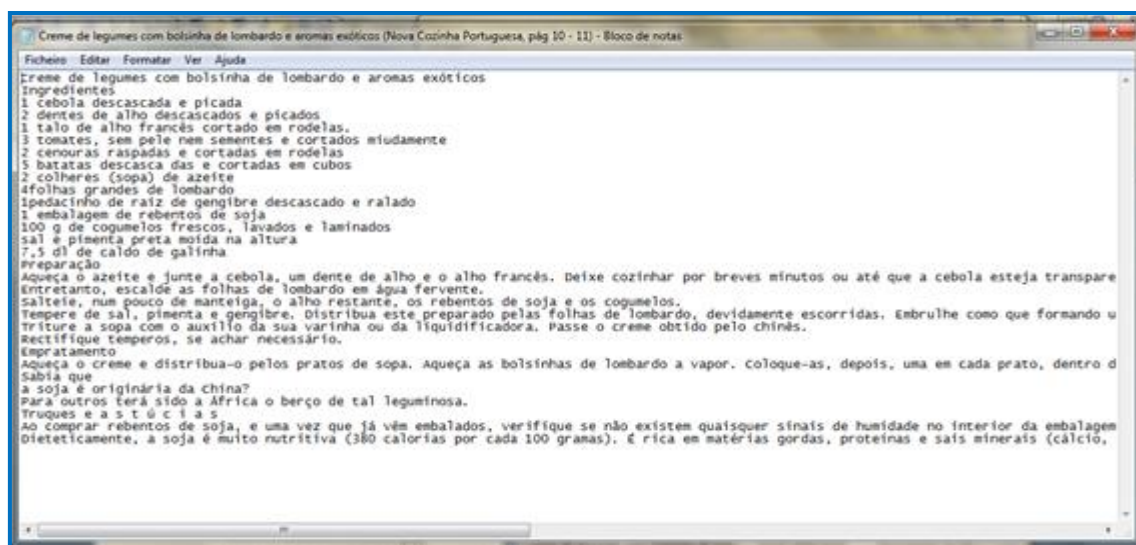 Creme de legumes com bolsinha de lombardo e aromas exóticos (Nova Cozinha Portuguesa, pág 10 - 11) - Bloco de notas
Ficheiro Editar Formatar Ver Ajuda
Creme de legumes com bolsinha de lombardo e aromas exóticos
Ingredientes
1 cebola descascada e picada
2 dentes de alho descascados e picados
1 talo de alho francês cortado em rodelas.
3 tomates, sem pele nem sementes e cortados miudamente
2 cenouras raspadas e cortadas em rodelas
5 batatas descasca das e cortadas em cubos
2 colheres (sopa) de azeite
4folhas grandes de lombardo
1pedacinho de raiz de gengibre descascado e ralado
1 embalagem de rebentos de soja
100 g de cogumelos frescos, lavados e laminados
sal e pimenta preta moída na altura
7,5 dl de caldo de galinha
Preparação
Aqueça o azeite e junte a cebola, um dente de alho e o alho francês. Deixe cozinhar por breves minutos ou até que a cebola esteja transpare
Entretanto, escalde as folhas de lombardo em água fervente.
Salteie, num pouco de manteiga, o alho restante, os rebentos de soja e os cogumelos.
Tempere de sal, pimenta e gengibre. Distribua este preparado pelas folhas de lombardo, devidamente escorridas. Embrulhe como que formando u
Triture a sopa com o auxílio da sua varinha ou da liquidificadora. Passe o creme obtido pelo chinês.
Rectifique temperos, se achar necessário.
Empratamento
Aqueça o creme e distribua-o pelos pratos de sopa. Aqueça as bolsinhas de lombardo a vapor. Coloque-as, depois, uma em cada prato, dentro d
Sabia que
a soja é originária da China?
Para outros terá sido a África o berço de tal leguminosa.
Truques e a s t ú c i a s
Ao comprar rebentos de soja, e uma vez que já vêm embalados, verifique se não existem quaisquer sinais de humidade no interior da embalagem
Dieteticamente, a soja é muito nutritiva (380 calorias por cada 100 gramas). É rica em matérias gordas, proteínas e sais minerais (cálcio,